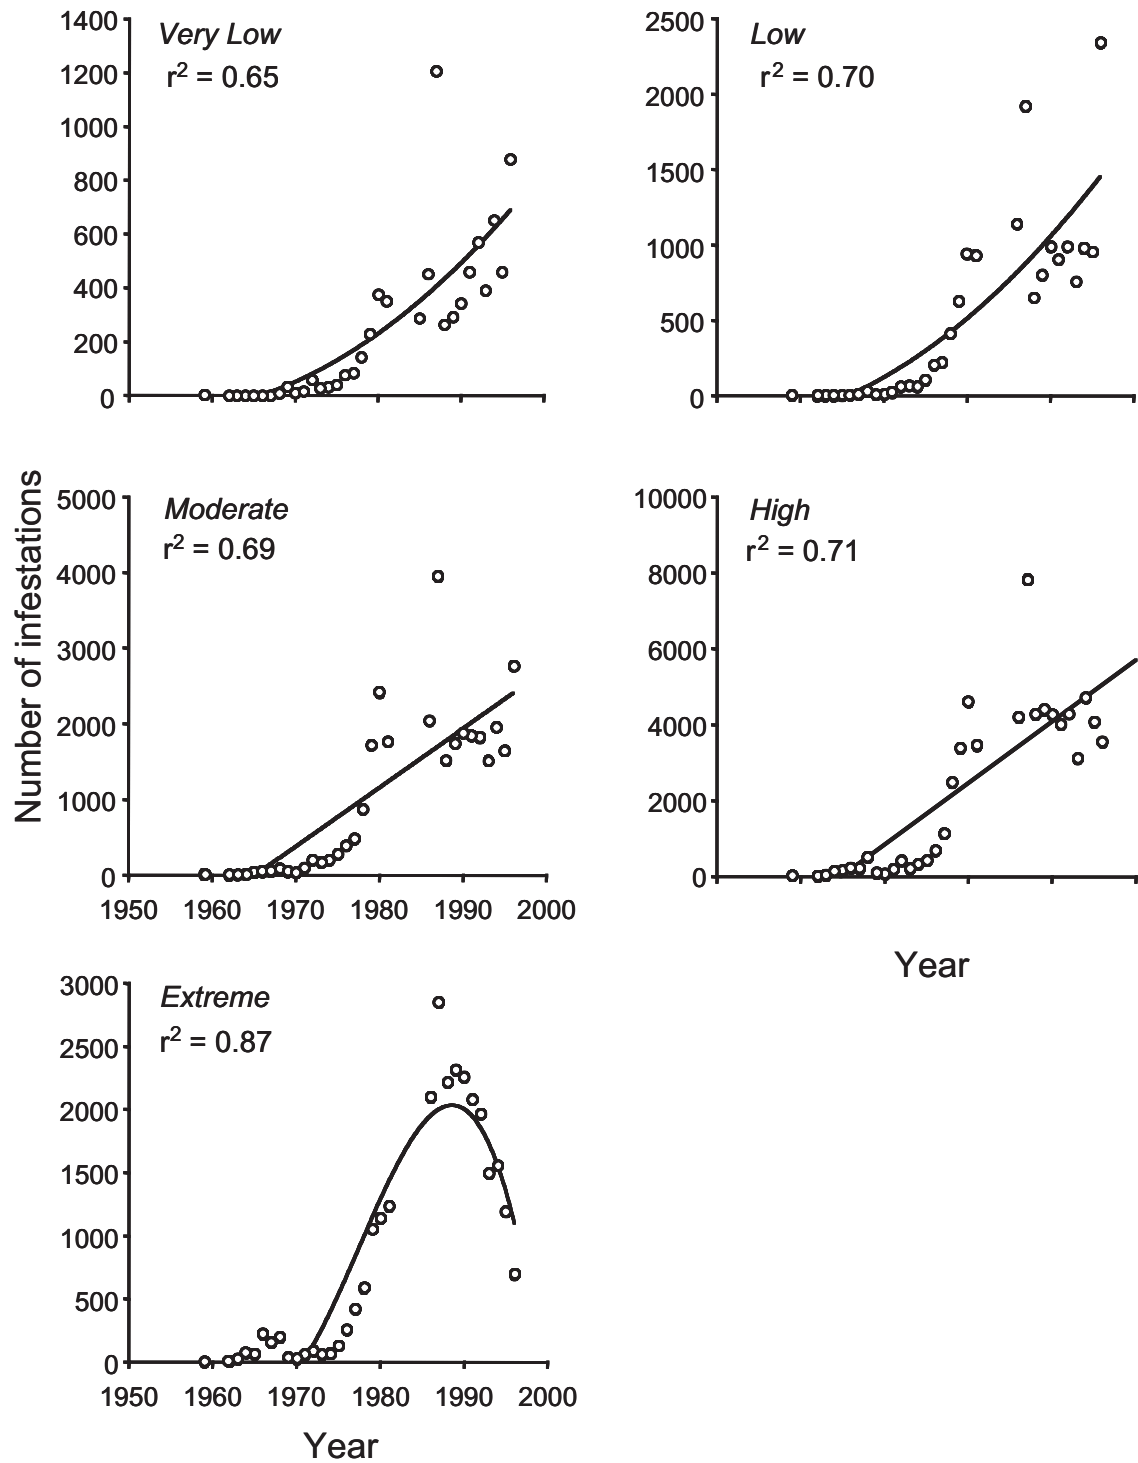 Very Low
r² = 0.65
1400
1200
1000
800
600
400
200
0
Low
r² = 0.70
2500
2000
1500
1000
500
0
Number of infestations
Moderate
r² = 0.69
5000
4000
3000
2000
1000
0
1950 1960 1970 1980 1990 2000
High
r² = 0.71
10000
8000
6000
4000
2000
0
Year
Extreme
r² = 0.87
3000
2500
2000
1500
1000
500
0
1950 1960 1970 1980 1990 2000
Year